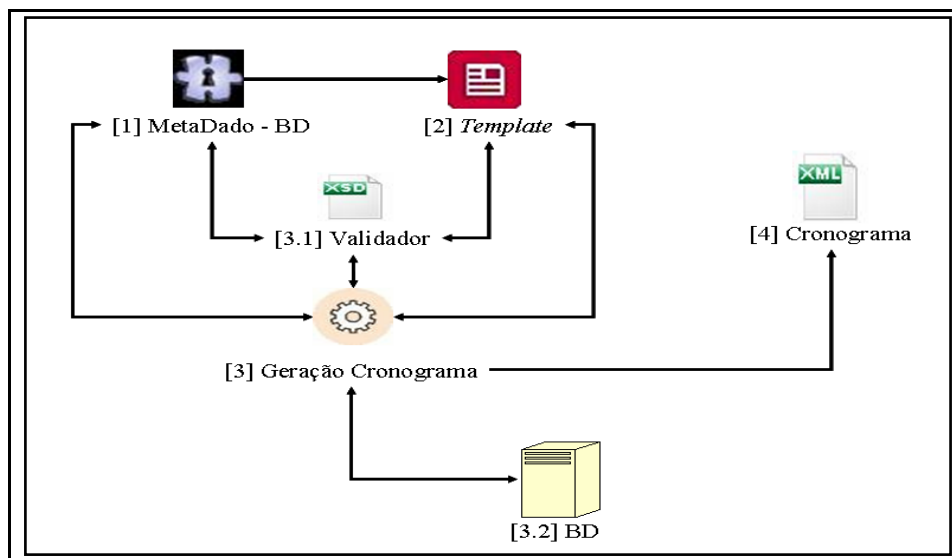 [1] MetaDado - BD
[2] Template
XSD
[3.1] Validador
XML
[4] Cronograma
[3] Geração Cronograma
[3.2] BD